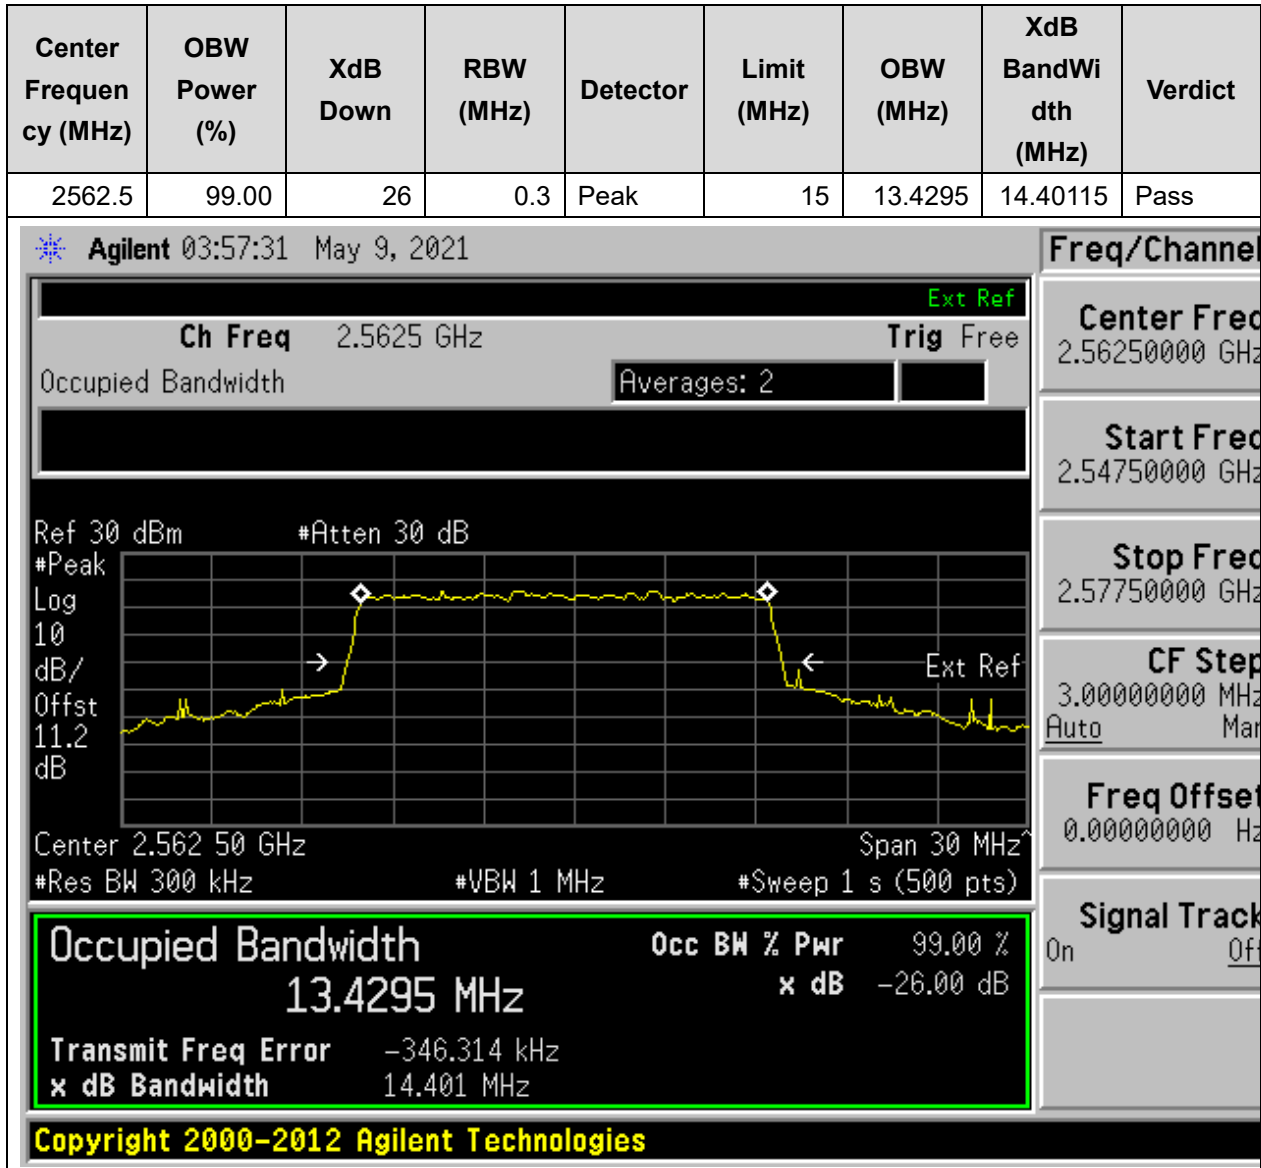 Center Frequen cy (MHz) OBW Power (%) XdB Down RBW (MHz) Detector Limit (MHz) OBW (MHz) XdB BandWi dth (MHz) Verdict
2562.5 99.00 26 0.3 Peak 15 13.4295 14.40115 Pass
Agilent 03:57:31 May 9, 2021
Ext Ref
Ch Freq 2.5625 GHz Trig Free
Occupied Bandwidth Averages: 2
Ref 30 dBm #Atten 30 dB
#Peak
Log
10
dB/
Offst
11.2
dB
Ext Ref
Center 2.562 50 GHz Span 30 MHz^
#Res BW 300 kHz #VBW 1 MHz #Sweep 1 s (500 pts)
Occupied Bandwidth Occ BW % Pwr 99.00 %
13.4295 MHz x dB -26.00 dB
Transmit Freq Error -346.314 kHz
x dB Bandwidth 14.401 MHz
Copyright 2000-2012 Agilent Technologies
Freq/Channel
Center Freq
2.56250000 GHz
Start Freq
2.54750000 GHz
Stop Freq
2.57750000 GHz
CF Step
3.00000000 MHz
Auto Man
Freq Offset
0.00000000 Hz
Signal Track
On Off